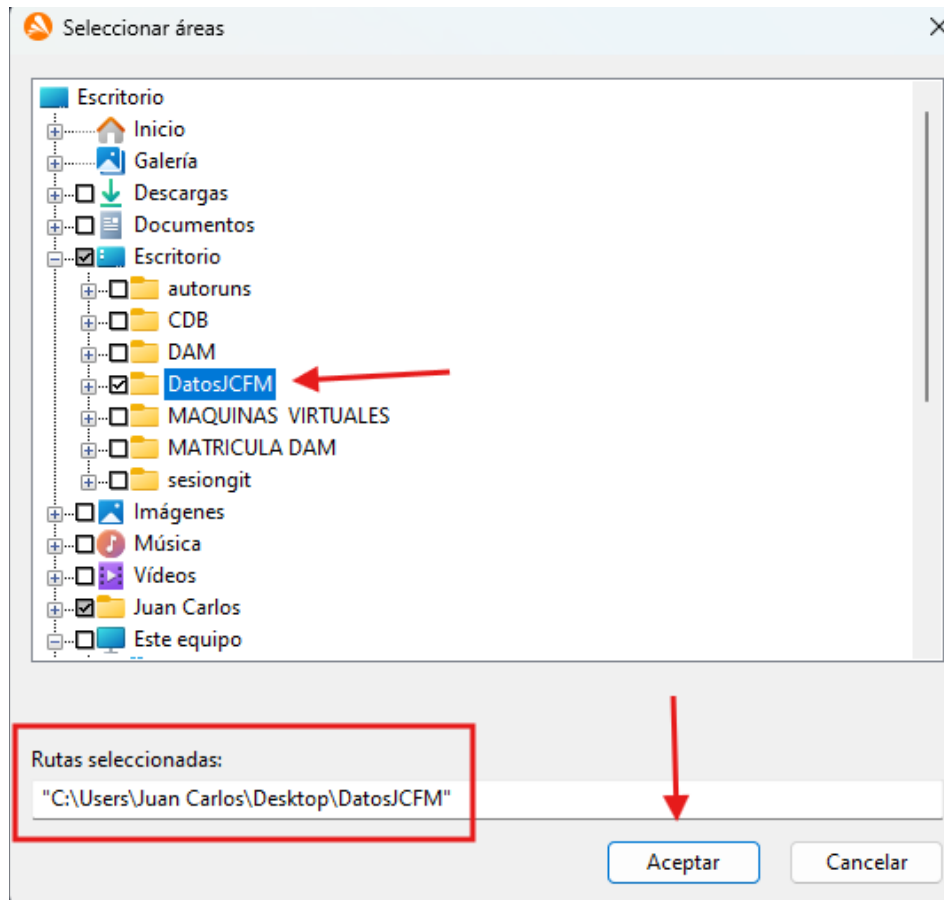 Seleccionar áreas
Escritorio
Inicio
Galería
Descargas
Documentos
Escritorio
autoruns
CDB
DAM
DatosJCFM
MAQUINAS VIRTUALES
MATRICULA DAM
sesiongit
Imágenes
Música
Vídeos
Juan Carlos
Este equipo
Rutas seleccionadas:
"C:\Users\Juan Carlos\Desktop\DatosJCFM"
Aceptar Cancelar